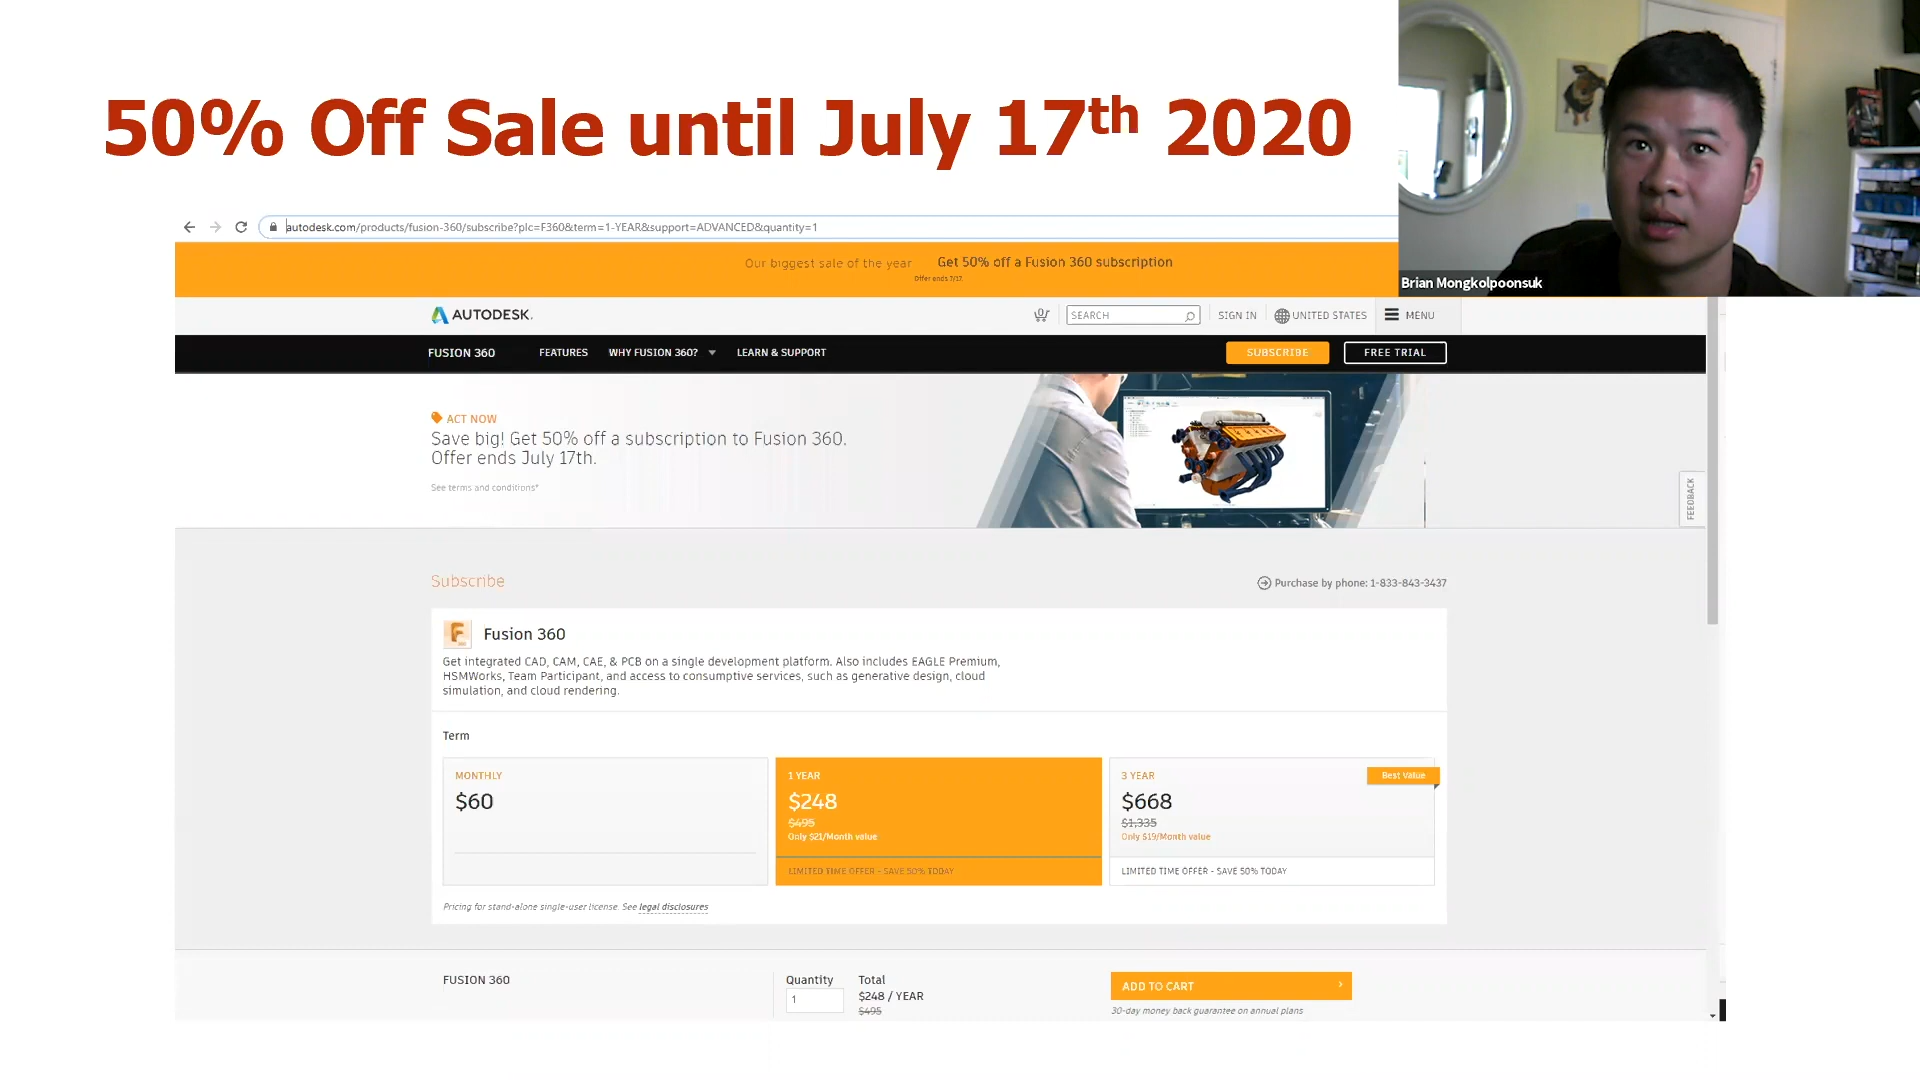 50% Off Sale until July 17th 2020
Brian Mongkolpoonsuk
autodesk.com/products/fusion-360/subscribe?plc=F360&term=1-YEAR&support=ADVANCED&quantity=1
Our biggest sale of the year Get 50% off a Fusion 360 subscription
Offer ends 7/17.
AUTODESK. 0 SEARCH SIGN IN UNITED STATES MENU
FUSION 360 FEATURES WHY FUSION 360? LEARN & SUPPORT SUBSCRIBE FREE TRIAL
ACT NOW
Save big! Get 50% off a subscription to Fusion 360.
Offer ends July 17th.
See terms and conditions*
FEEDBACK
Subscribe
Purchase by phone: 1-833-843-3437
F
Fusion 360
Get integrated CAD, CAM, CAE, & PCB on a single development platform. Also includes EAGLE Premium,
HSMWorks, Team Participant, and access to consumptive services, such as generative design, cloud
simulation, and cloud rendering.
Term
MONTHLY
$60
1 YEAR
$248
$495
Only $21/Month value
LIMITED TIME OFFER - SAVE 50% TODAY
3 YEAR
Best Value
$668
$1,335
Only $19/Month value
LIMITED TIME OFFER - SAVE 50% TODAY
Pricing for stand-alone single-user license. See legal disclosures
FUSION 360
Quantity
1
Total
$248 / YEAR
$495
ADD TO CART
30-day money back guarantee on annual plans